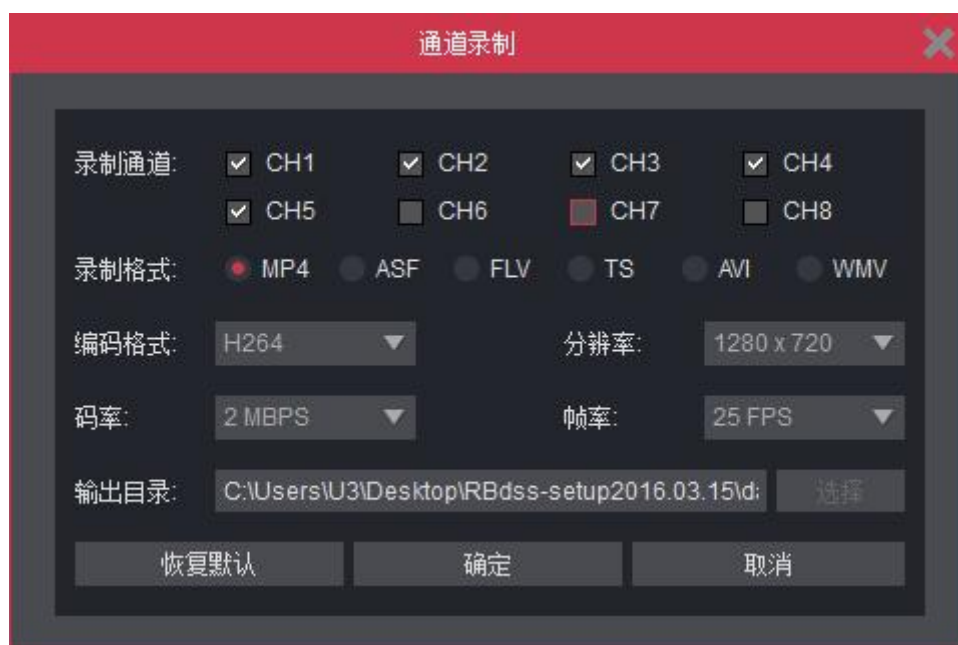 通道录制
录制通道: CH1 CH2 CH3 CH4
CH5 CH6 CH7 CH8
录制格式: MP4 ASF FLV TS AVI WMV
编码格式: H264 分辨率: 1280 x 720
码率: 2 MBPS 帧率: 25 FPS
输出目录: C:\Users\U3\Desktop\RBdss-setup2016.03.15\d 选择
恢复默认 确定 取消